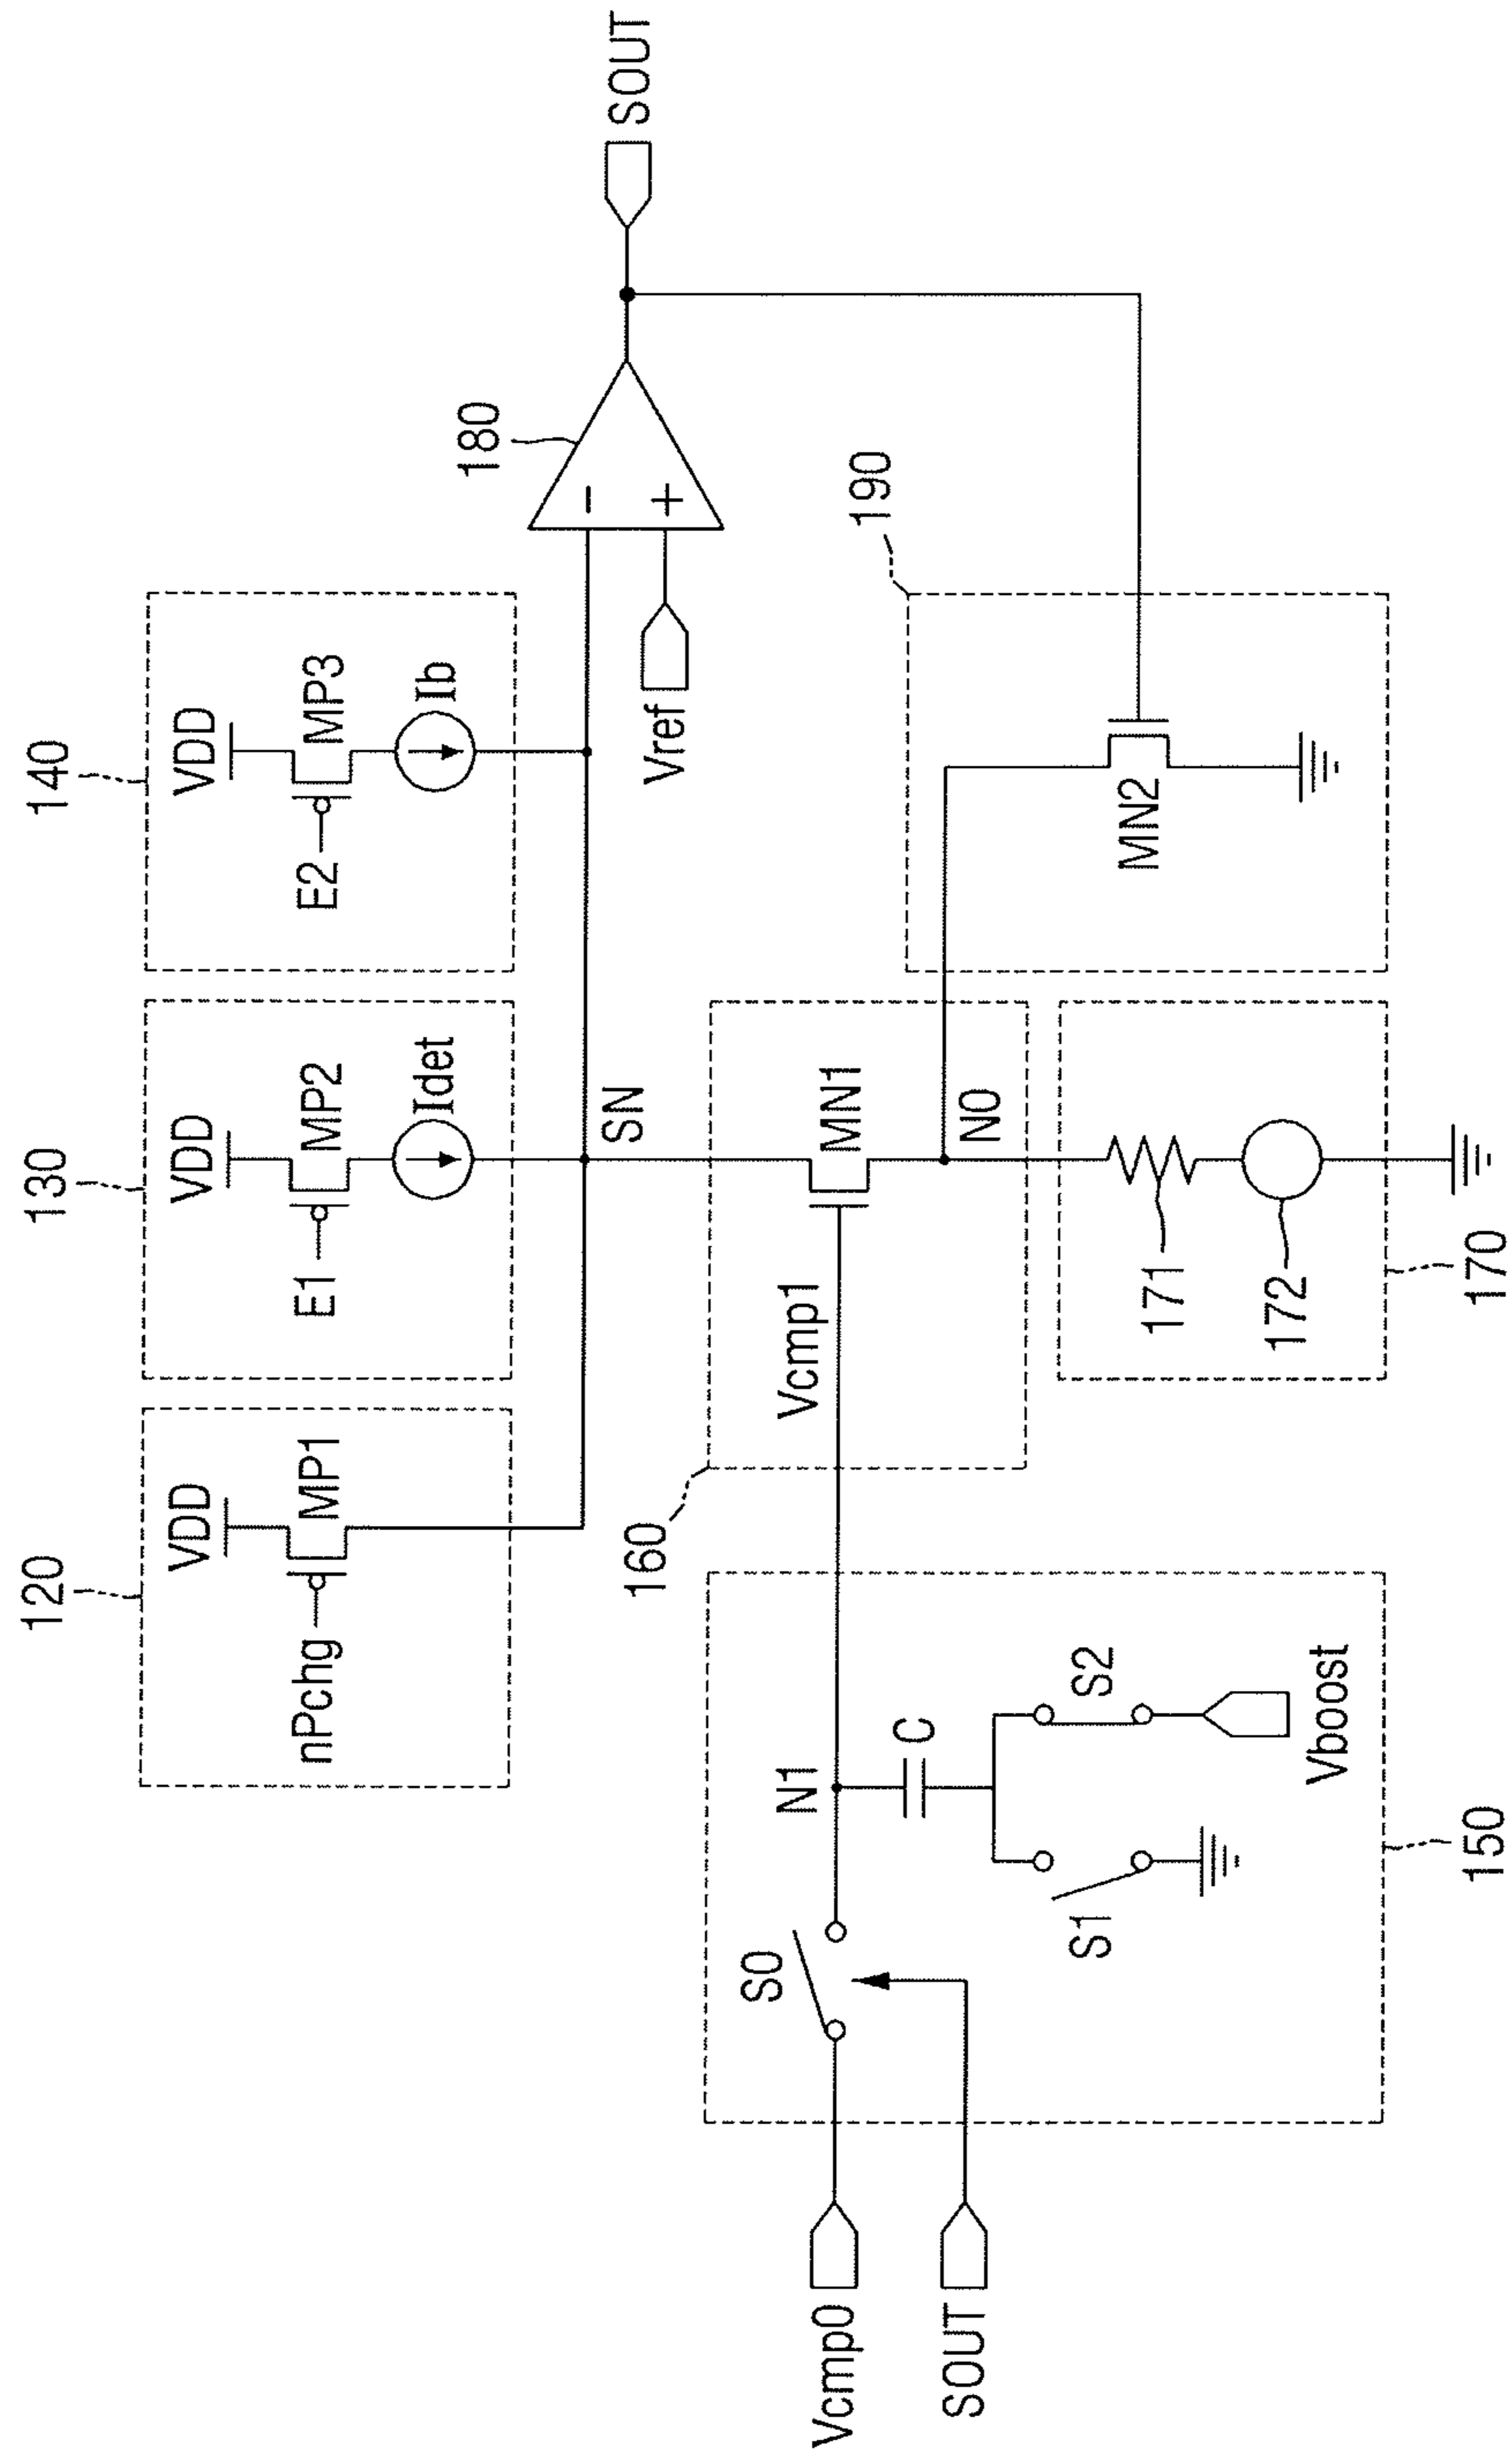 120
130
140
VDD
VDD
VDD
nPchg
MP1
E1
MP2
E2
MP3
Idet
Ib
180
SOUT
SN
−
+
Vref
160
190
Vcmp1
MN1
N0
MN2
S0
N1
C
Vcmp0
SOUT
S1
S2
Vboost
171
172
150
170